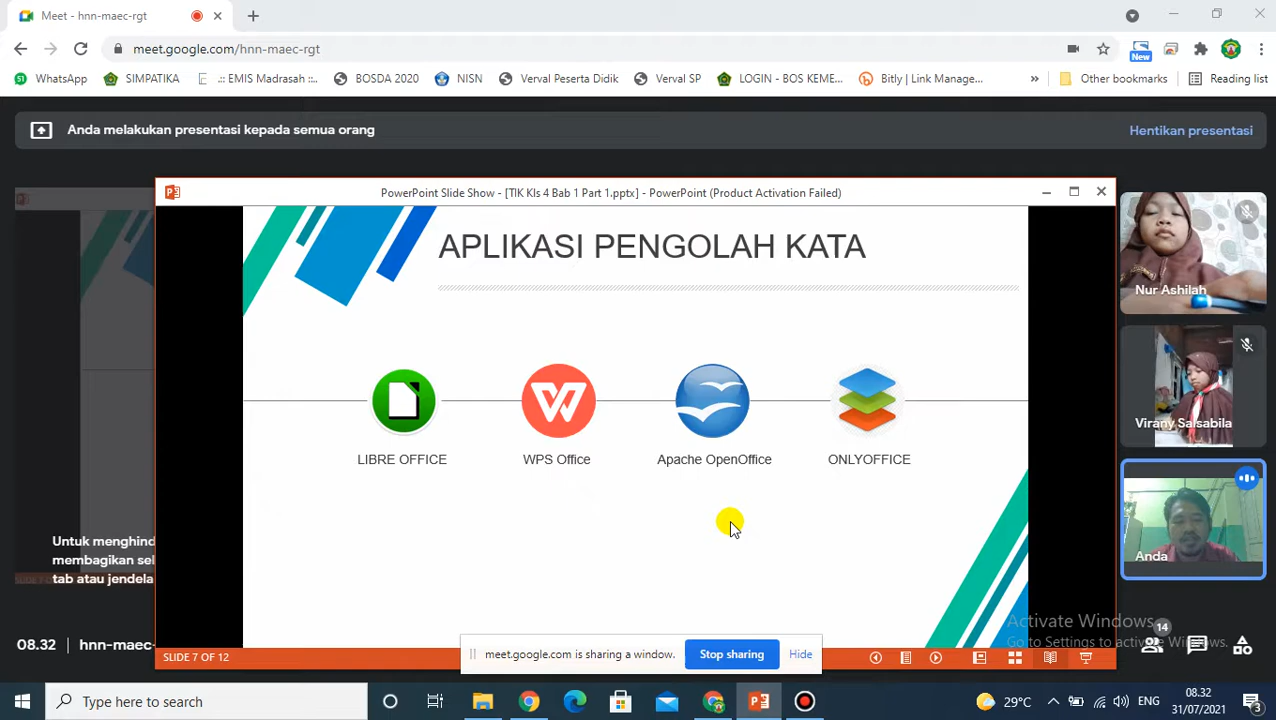 Meet - hnn-maec-rgt
meet.google.com/hnn-maec-rgt
New
WhatsApp
SIMPATIKA
.:: EMIS Madrasah ::.
BOSDA 2020
NISN
Verval Peserta Didik
Verval SP
LOGIN - BOS KEME...
Bitly | Link Manage...
»
Other bookmarks
Reading list
Anda melakukan presentasi kepada semua orang
Hentikan presentasi
PowerPoint Slide Show - [TIK Kls 4 Bab 1 Part 1.pptx] - PowerPoint (Product Activation Failed)
APLIKASI PENGOLAH KATA
LIBRE OFFICE
WPS Office
Apache OpenOffice
ONLYOFFICE
Nur Ashilah
Virany Salsabila
Anda
Untuk menghind
membagikan sel
tab atau jendela
08.32 | hnn-maec-
SLIDE 7 OF 12
meet.google.com is sharing a window.
Stop sharing
Hide
Activate Windows
Go to Settings to activate Windows.
14
Type here to search
29°C
ENG
08.32
31/07/2021
3